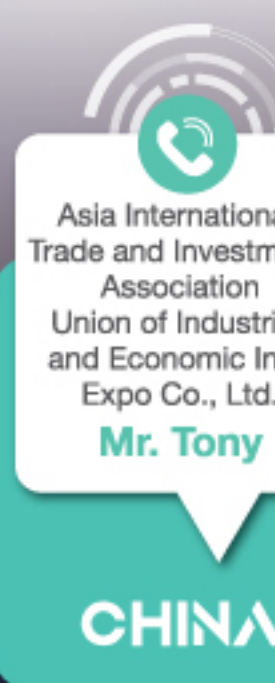 Asia Internationa
Trade and Investm
Association
Union of Industri
and Economic In
Expo Co., Ltd.
Mr. Tony
CHINA